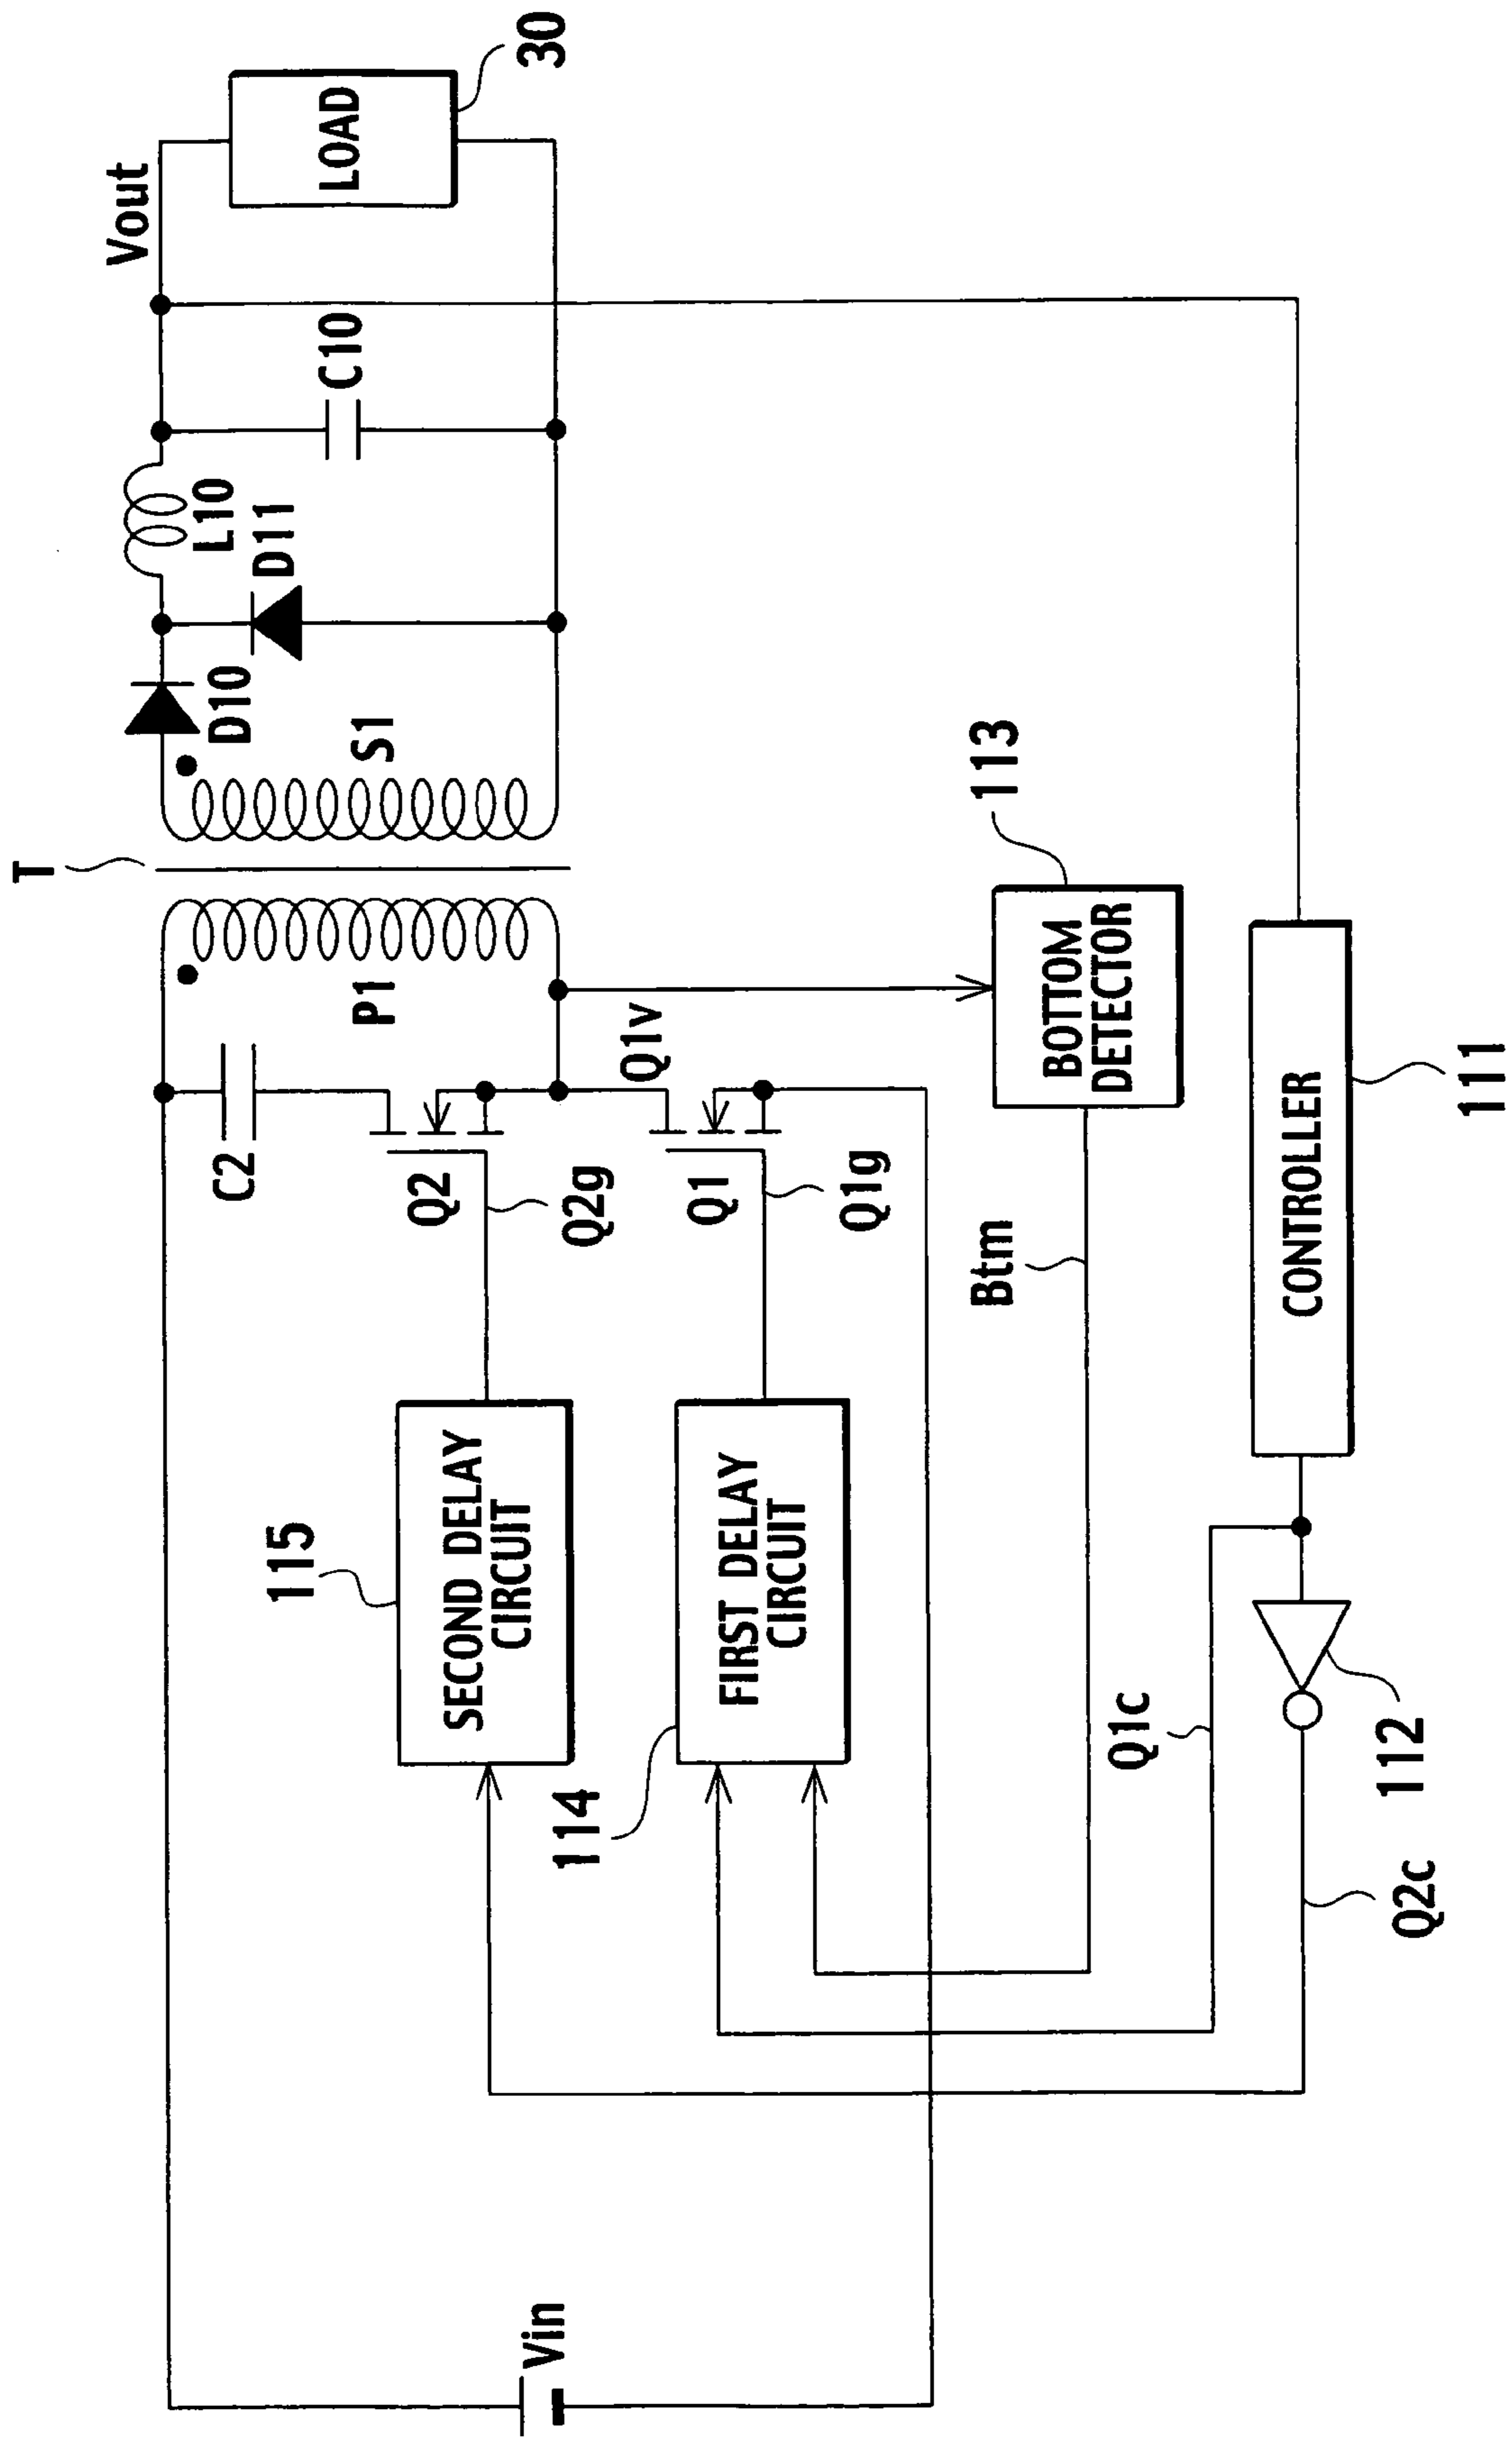 T
Vout
D10
L10
D11
C10
LOAD
30
S1
P1
C2
Q2
Q2g
Q1v
Q1
Q1g
115
SECOND DELAY
CIRCUIT
114
FIRST DELAY
CIRCUIT
Vin
Btm
113
BOTTOM
DETECTOR
CONTROLLER
111
Q1c
112
Q2c